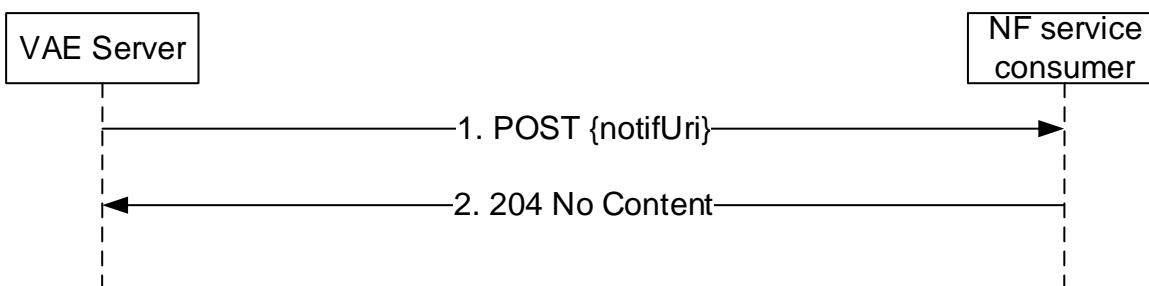 VAE Server
NF service
consumer
1. POST {notifUri}
2. 204 No Content